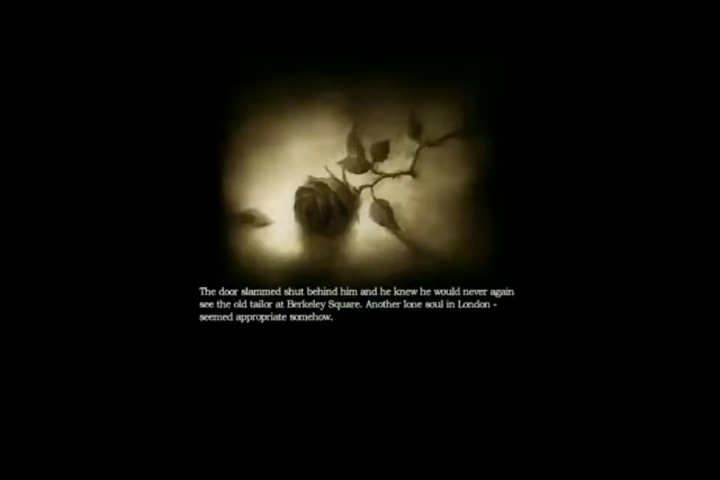 The door slammed shut behind him and he knew he would never again
see the old tailor at Berkeley Square. Another lone soul in London -
seemed appropriate somehow.